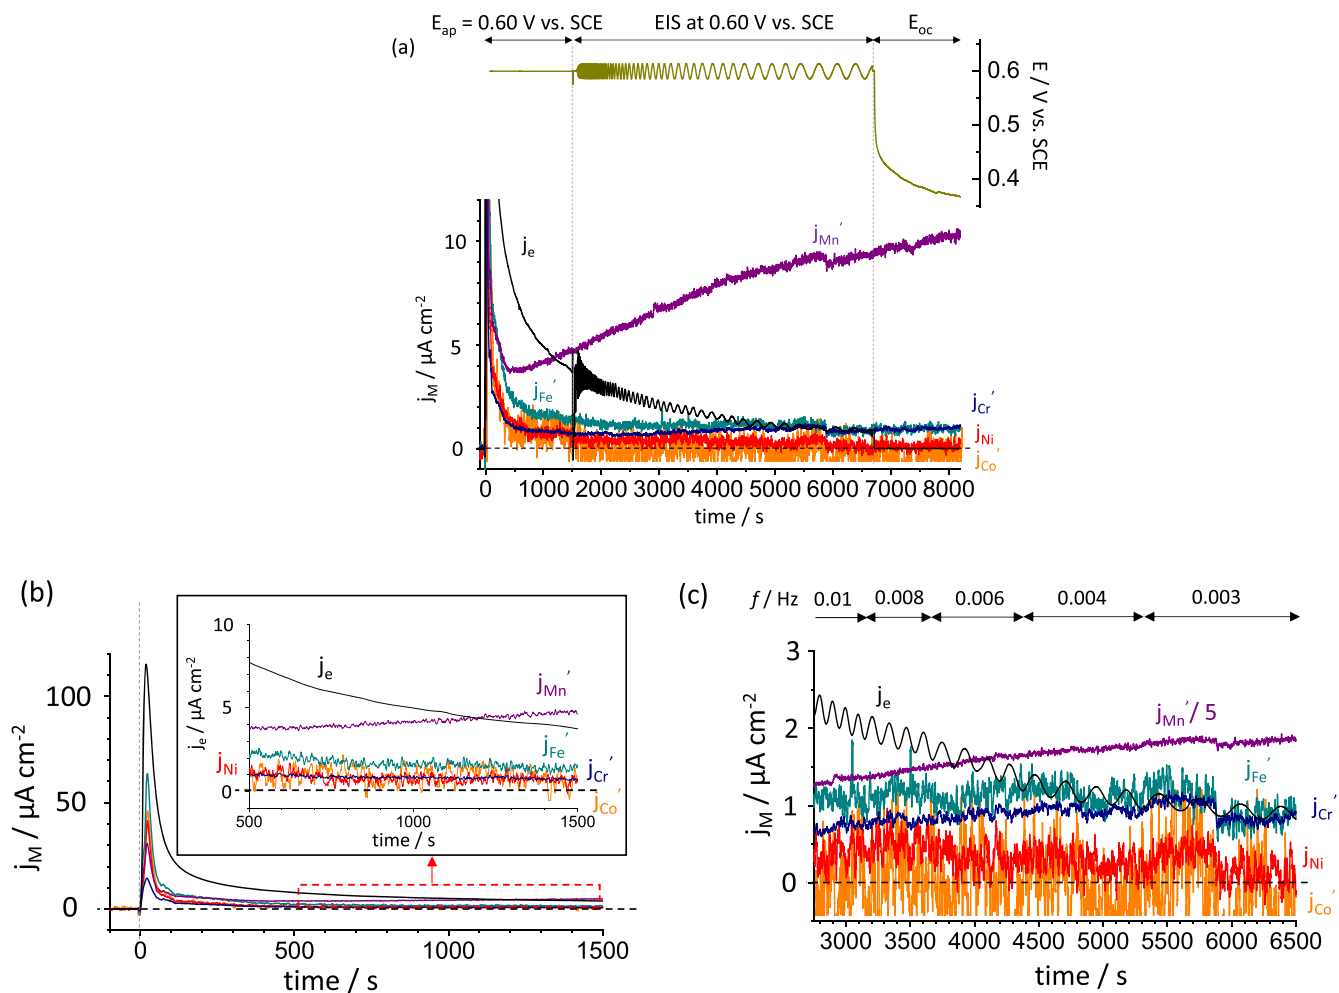 E_ap = 0.60 V vs. SCE EIS at 0.60 V vs. SCE E_oc
(a)
0.6
0.5
0.4
E / V vs. SCE
j_e
j_Mn′
10
5
0
j_M / µA cm⁻²
j_Fe′
j_Cr′
j_Ni
j_Co′
0 1000 2000 3000 4000 5000 6000 7000 8000
time / s
(b)
100
50
0
j_M / µA cm⁻²
0 500 1000 1500
time / s
10
5
0
j_e / µA cm⁻²
j_e
j_Mn′
j_Fe′
j_Ni
j_Cr′
j_Co′
500 1000 1500
time / s
(c)
f / Hz 0.01 0.008 0.006 0.004 0.003
3
2
1
0
j_M / µA cm⁻²
j_e
j_Mn′/ 5
j_Fe′
j_Cr′
j_Ni
j_Co′
3000 3500 4000 4500 5000 5500 6000 6500
time / s